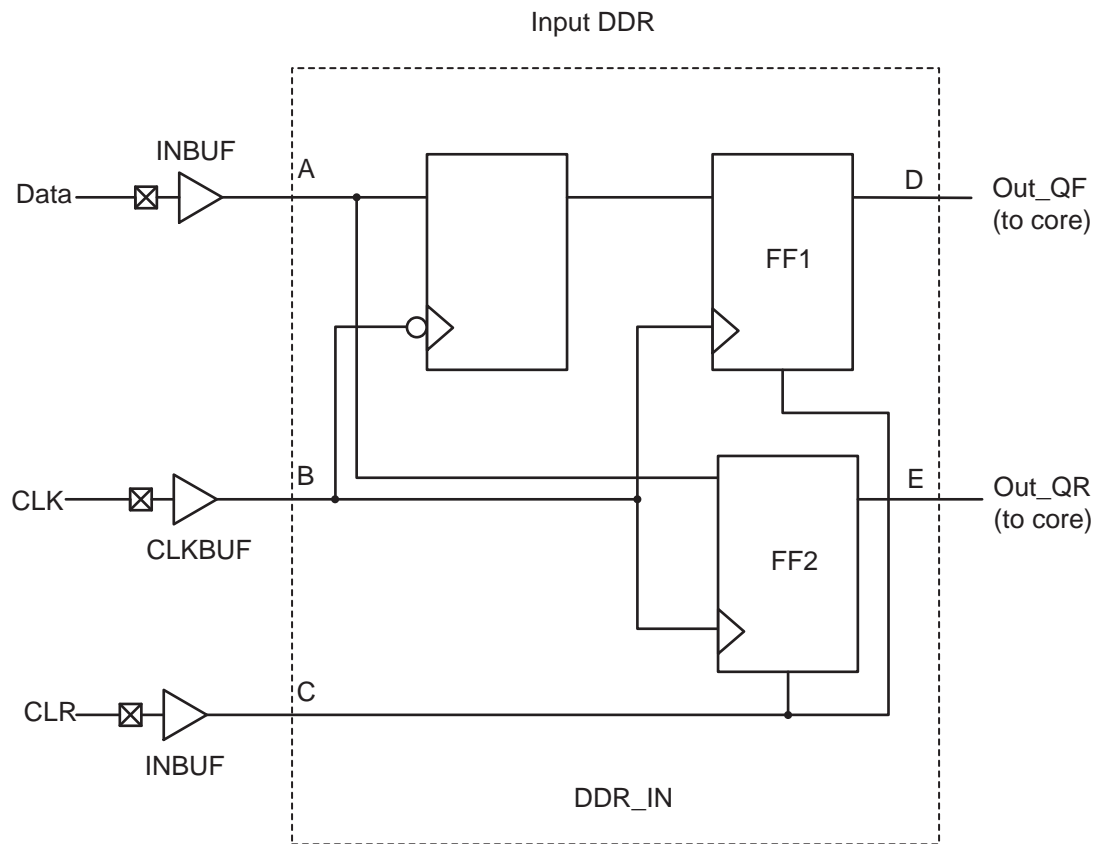 Input DDR
INBUF
A
Data
D
Out_QF
(to core)
FF1
B
CLK
CLKBUF
E
Out_QR
(to core)
FF2
C
CLR
INBUF
DDR_IN